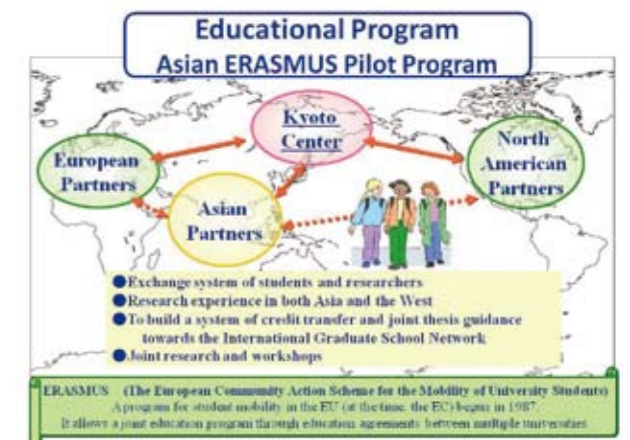 Educational Program
Asian ERASMUS Pilot Program
Kyoto
Center
European
Partners
North
American
Partners
Asian
Partners
●Exchange system of students and researchers
●Research experience in both Asia and the West
●To build a system of credit transfer and joint thesis guidance
towards the International Graduate School Network
●Joint research and workshops
ERASMUS (The European Community Action Scheme for the Mobility of University Students)
A program for student mobility in the EU (at the time, the EC) begun in 1987.
It allows a joint education program through education agreements between multiple universities.